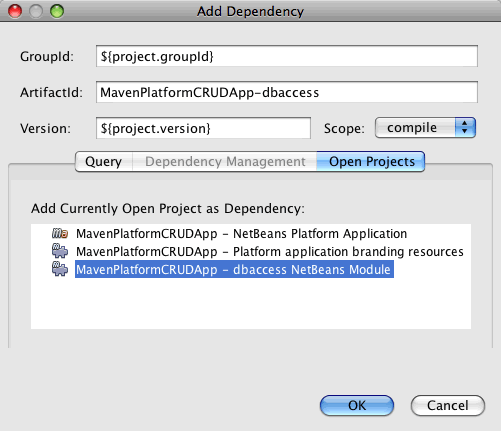 Add Dependency
GroupId: ${project.groupId}
ArtifactId: MavenPlatformCRUDApp-dbaccess
Version: ${project.version} Scope: compile
Query Dependency Management Open Projects
Add Currently Open Project as Dependency:
MavenPlatformCRUDApp - NetBeans Platform Application
MavenPlatformCRUDApp - Platform application branding resources
MavenPlatformCRUDApp - dbaccess NetBeans Module
OK Cancel